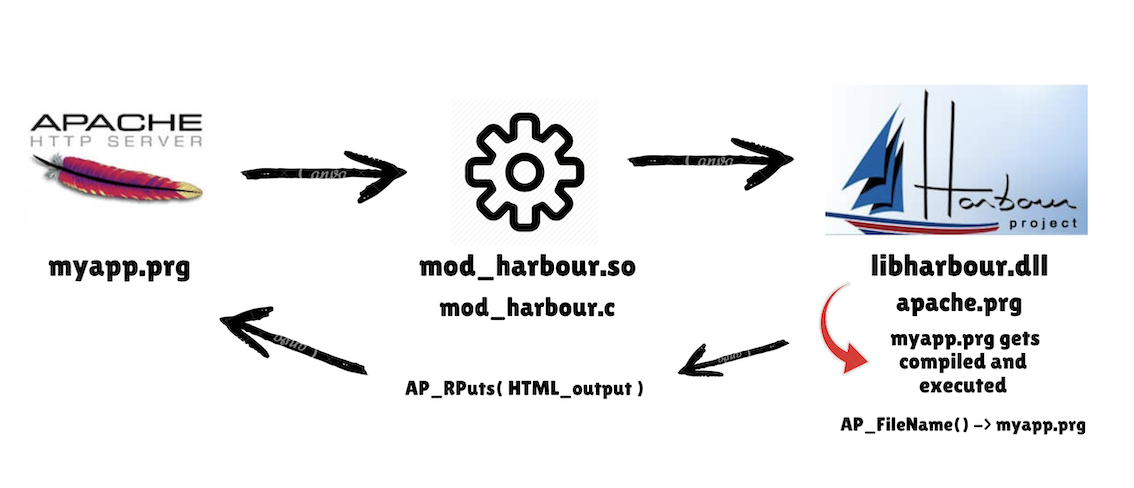 APACHE
HTTP SERVER
myapp.prg
mod_harbour.so
mod_harbour.c
Harbour
project
libharbour.dll
apache.prg
myapp.prg gets
compiled and
executed
AP_FileName() -> myapp.prg
AP_RPuts( HTML_output )